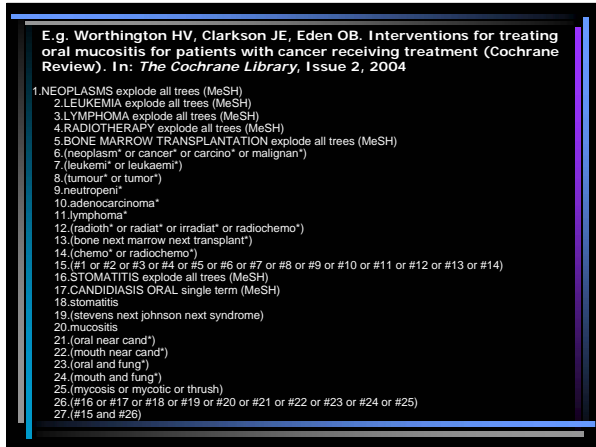 E.g. Worthington HV, Clarkson JE, Eden OB. Interventions for treating
oral mucositis for patients with cancer receiving treatment (Cochrane
Review). In: The Cochrane Library, Issue 2, 2004
1.NEOPLASMS explode all trees (MeSH)
2.LEUKEMIA explode all trees (MeSH)
3.LYMPHOMA explode all trees (MeSH)
4.RADIOTHERAPY explode all trees (MeSH)
5.BONE MARROW TRANSPLANTATION explode all trees (MeSH)
6.(neoplasm* or cancer* or carcino* or malignan*)
7.(leukemi* or leukaemi*)
8.(tumour* or tumor*)
9.neutropeni*
10.adenocarcinoma*
11.lymphoma*
12.(radioth* or radiat* or irradiat* or radiochemo*)
13.(bone next marrow next transplant*)
14.(chemo* or radiochemo*)
15.(#1 or #2 or #3 or #4 or #5 or #6 or #7 or #8 or #9 or #10 or #11 or #12 or #13 or #14)
16.STOMATITIS explode all trees (MeSH)
17.CANDIDIASIS ORAL single term (MeSH)
18.stomatitis
19.(stevens next johnson next syndrome)
20.mucositis
21.(oral near cand*)
22.(mouth near cand*)
23.(oral and fung*)
24.(mouth and fung*)
25.(mycosis or mycotic or thrush)
26.(#16 or #17 or #18 or #19 or #20 or #21 or #22 or #23 or #24 or #25)
27.(#15 and #26)